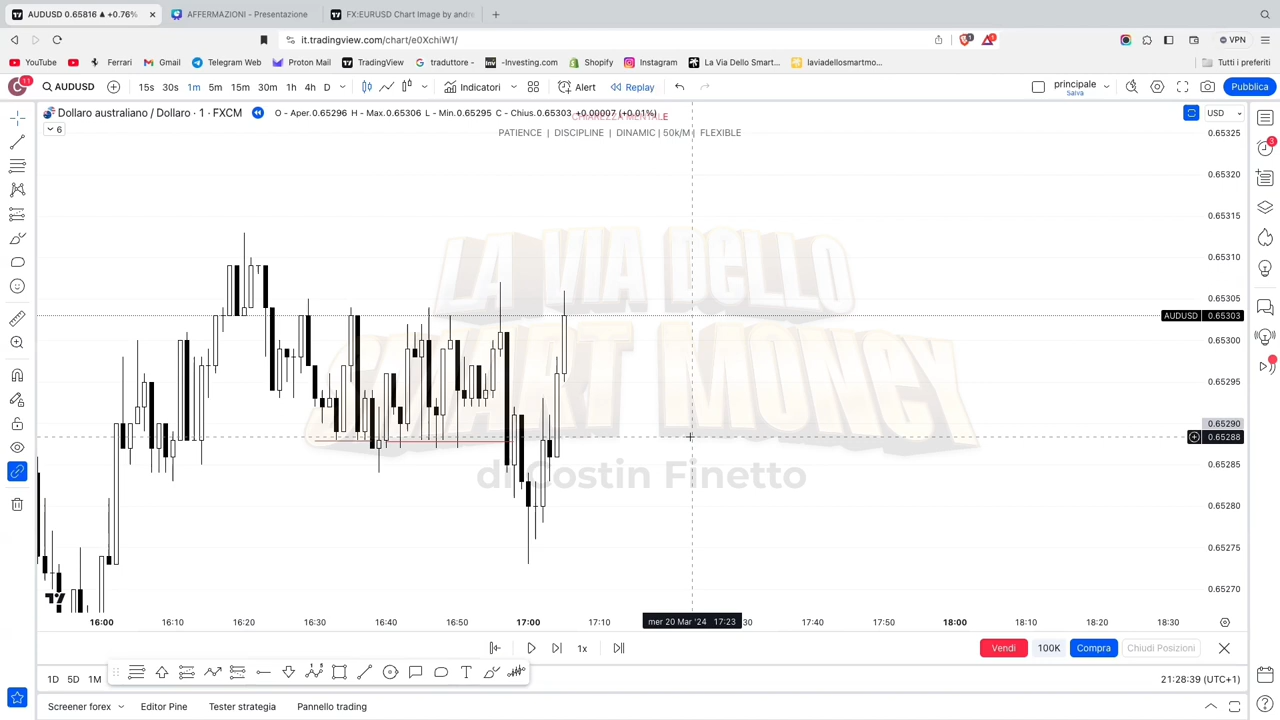 AUDUSD 0.65816 ▲ +0.76%
AFFERMAZIONI - Presentazione
FX:EURUSD Chart Image by andre
it.tradingview.com/chart/e0XchiW1/
VPN
YouTube
Ferrari
Gmail
Telegram Web
Proton Mail
TradingView
traduttore -
-Investing.com
Shopify
Instagram
La Via Dello Smart...
laviadellosmartmo...
Tutti i preferiti
11
AUDUSD
15s 30s 1m 5m 15m 30m 1h 4h D
Indicatori
Alert
Replay
principale
Salva
Pubblica
Dollaro australiano / Dollaro · 1 · FXCM
O - Aper.0.65296 H - Max.0.65306 L - Min.0.65295 C - Chius.0.65303 +0.00007 (+0.01%)
CHIAREZZA MENTALE
USD
6
PATIENCE | DISCIPLINE | DINAMIC | 50k/M | FLEXIBLE
0.65325
0.65320
0.65315
0.65310
0.65305
AUDUSD 0.65303
0.65300
0.65295
0.65290
0.65288
0.65285
0.65280
0.65275
0.65270
LA VIA DELLO
SMART MONEY
di Costin Finetto
16:00 16:10 16:20 16:30 16:40 16:50 17:00 17:10 mer 20 Mar '24 17:23 30 17:40 17:50 18:00 18:10 18:20 18:30
1x
Vendi
100K
Compra
Chiudi Posizioni
1D 5D 1M
21:28:39 (UTC+1)
Screener forex
Editor Pine
Tester strategia
Pannello trading